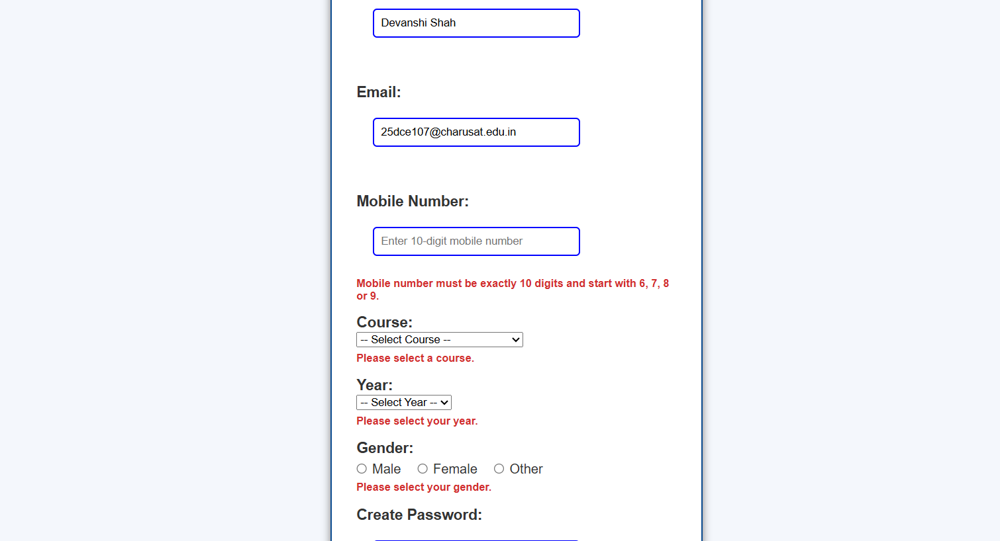 Devanshi Shah
Email:
25dce107@charusat.edu.in
Mobile Number:
Enter 10-digit mobile number
Mobile number must be exactly 10 digits and start with 6, 7, 8
or 9.
Course:
-- Select Course --
Please select a course.
Year:
-- Select Year --
Please select your year.
Gender:
Male Female Other
Please select your gender.
Create Password: